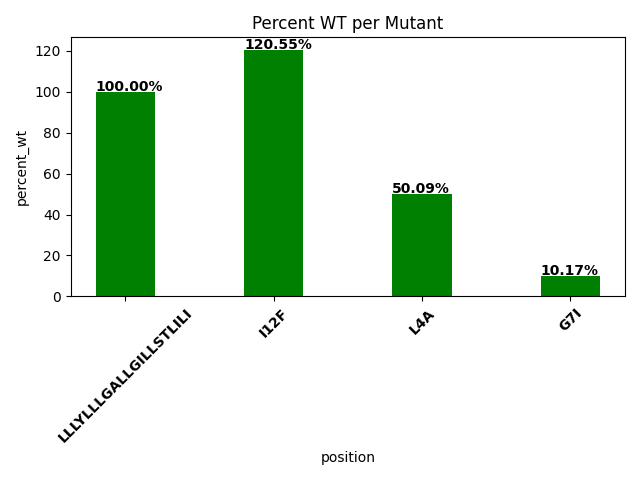 Percent WT per Mutant
percent_wt
120
100
80
60
40
20
0
100.00%
120.55%
50.09%
10.17%
LLLYLLLGALLGILLSTLILI
I12F
L4A
G7I
position